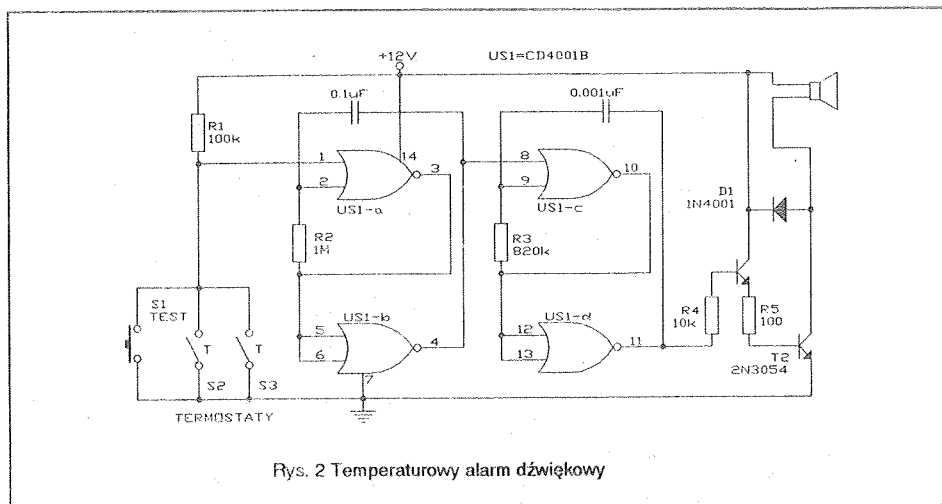 +12V
US1=CD4001B
0.1uF
0.001uF
R1
100k
1
14
3
2
US1-a
8
10
9
US1-c
D1
1N4001
R2
1M
R3
820k
S1
TEST
T
T
S2
S3
US1-b
5
4
6
7
US1-d
12
11
13
R4
10k
R5
100
T2
2N3054
TERMOSTATY
Rys. 2 Temperaturowy alarm dźwiękowy